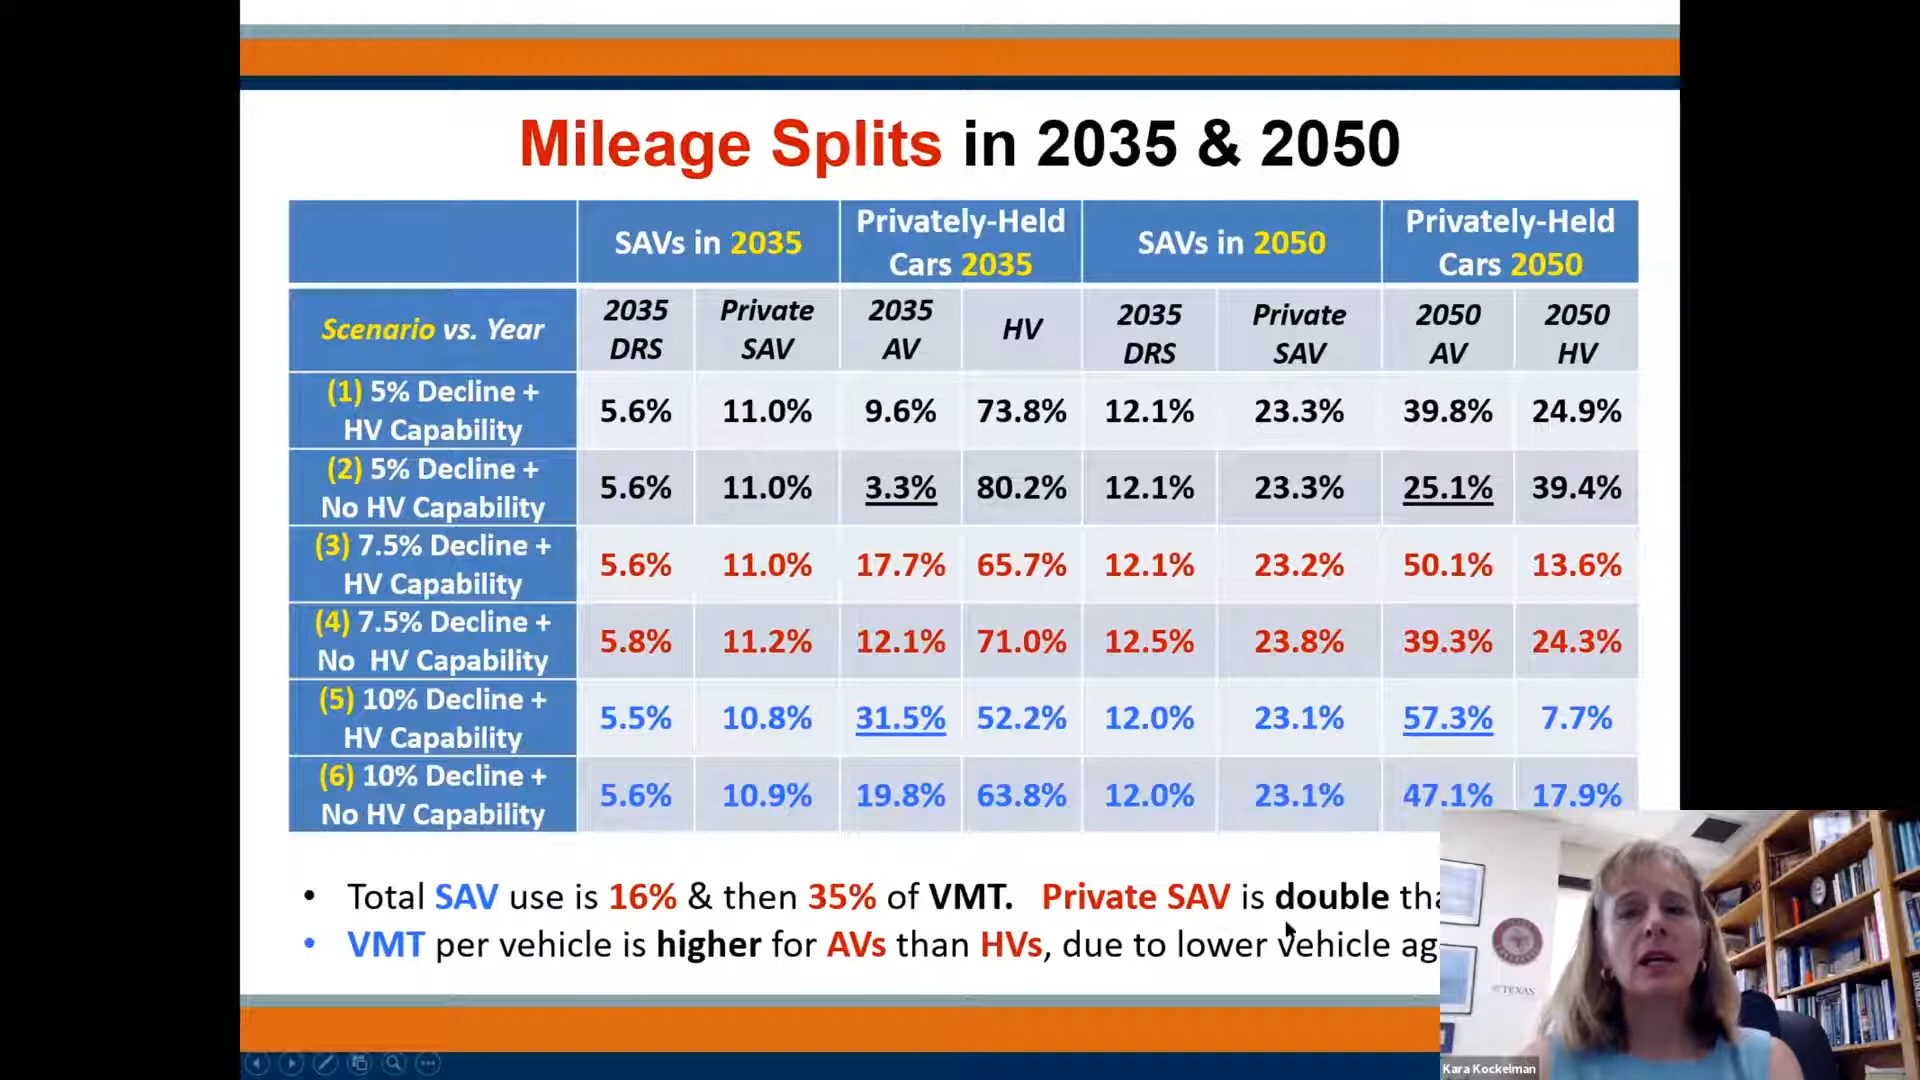 Mileage Splits in 2035 & 2050
SAVs in 2035
Privately-Held
Cars 2035
SAVs in 2050
Privately-Held
Cars 2050
Scenario vs. Year
2035
DRS
Private
SAV
2035
AV
HV
2035
DRS
Private
SAV
2050
AV
2050
HV
(1) 5% Decline +
HV Capability
5.6% 11.0% 9.6% 73.8% 12.1% 23.3% 39.8% 24.9%
(2) 5% Decline +
No HV Capability
5.6% 11.0% 3.3% 80.2% 12.1% 23.3% 25.1% 39.4%
(3) 7.5% Decline +
HV Capability
5.6% 11.0% 17.7% 65.7% 12.1% 23.2% 50.1% 13.6%
(4) 7.5% Decline +
No HV Capability
5.8% 11.2% 12.1% 71.0% 12.5% 23.8% 39.3% 24.3%
(5) 10% Decline +
HV Capability
5.5% 10.8% 31.5% 52.2% 12.0% 23.1% 57.3% 7.7%
(6) 10% Decline +
No HV Capability
5.6% 10.9% 19.8% 63.8% 12.0% 23.1% 47.1% 17.9%
• Total SAV use is 16% & then 35% of VMT. Private SAV is double tha
• VMT per vehicle is higher for AVs than HVs, due to lower vehicle ag
TEXAS
Kara Kockelman